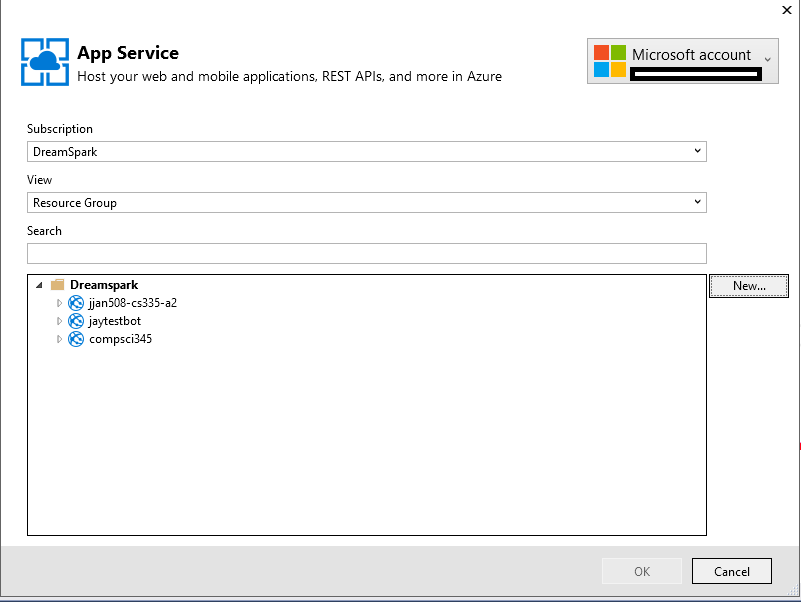 App Service
Host your web and mobile applications, REST APIs, and more in Azure
Microsoft account
Subscription
DreamSpark
View
Resource Group
Search
Dreamspark
jjan508-cs335-a2
jaytestbot
compsci345
New...
OK
Cancel